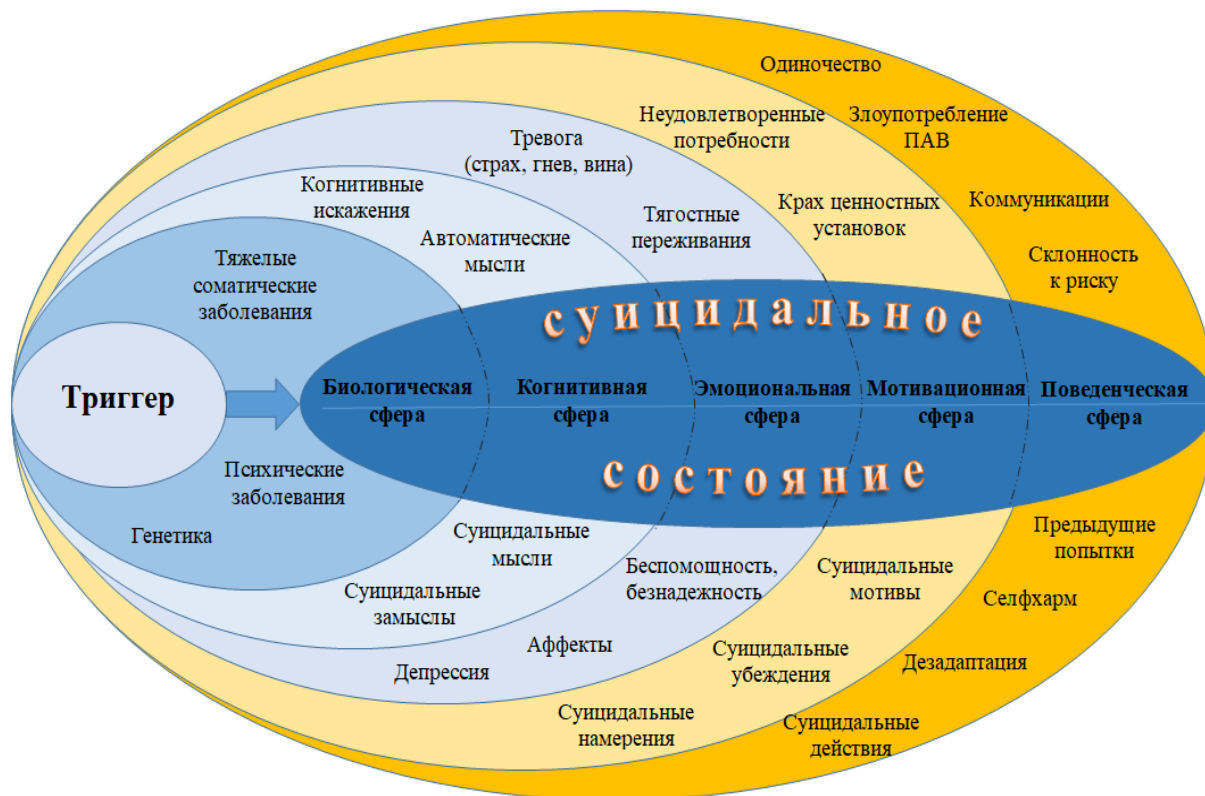 Одиночество
Неудовлетворенные
потребности
Злоупотребление
ПАВ
Тревога
(страх, гнев, вина)
Когнитивные
искажения
Коммуникации
Крах ценностных
установок
Тягостные
переживания
Автоматические
мысли
Склонность
к риску
Тяжелые
соматические
заболевания
суицидальное
Триггер
Биологическая
сфера
Когнитивная
сфера
Эмоциональная
сфера
Мотивационная
сфера
Поведенческая
сфера
состояние
Психические
заболевания
Генетика
Суицидальные
мысли
Суицидальные
замыслы
Беспомощность,
безнадежность
Суицидальные
мотивы
Предыдущие
попытки
Селфхарм
Аффекты
Депрессия
Суицидальные
убеждения
Дезадаптация
Суицидальные
намерения
Суицидальные
действия